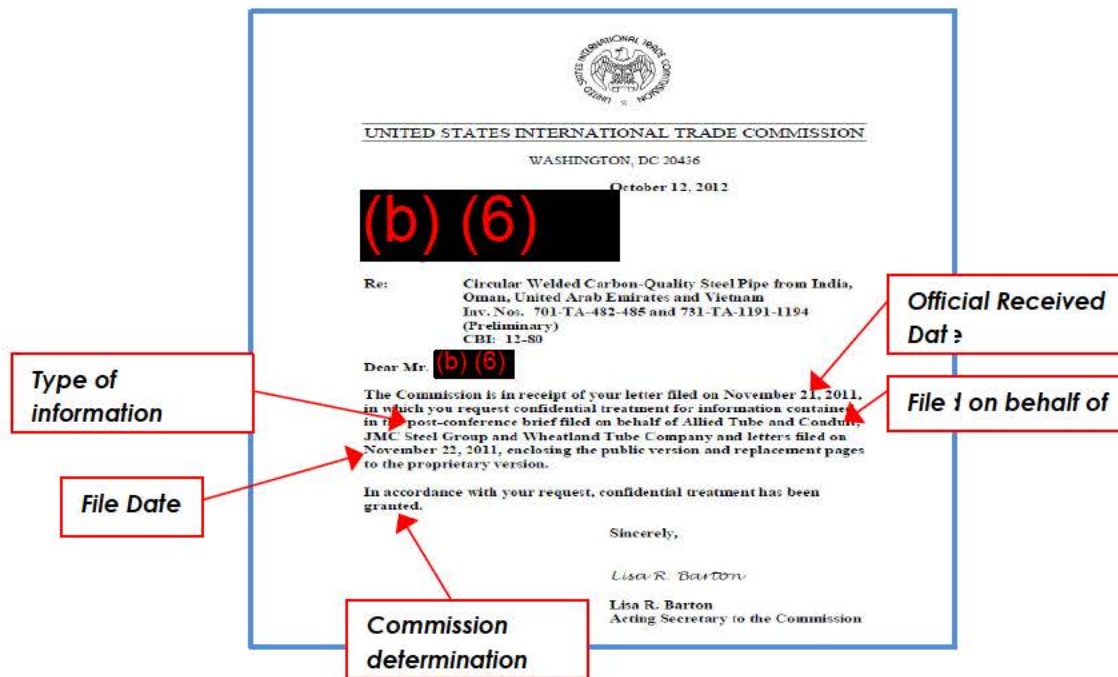 UNITED STATES INTERNATIONAL TRADE COMMISSION
UNITED STATES INTERNATIONAL TRADE COMMISSION
WASHINGTON, DC 20436
October 12, 2012
(b) (6)
Re: Circular Welded Carbon-Quality Steel Pipe from India,
Oman, United Arab Emirates and Vietnam
Inv. Nos. 701-TA-482-485 and 731-TA-1191-1194
(Preliminary)
CBI: 12-80
Official Received
Date
Dear Mr. (b) (6)
Type of
information
The Commission is in receipt of your letter filed on November 21, 2011,
in which you request confidential treatment for information contained
in the post-conference brief filed on behalf of Allied Tube and Conduit,
JMC Steel Group and Wheatland Tube Company and letters filed on
November 22, 2011, enclosing the public version and replacement pages
to the proprietary version.
Filed on behalf of
File Date
In accordance with your request, confidential treatment has been
granted.
Sincerely,
Lisa R. Barton
Lisa R. Barton
Acting Secretary to the Commission
Commission
determination